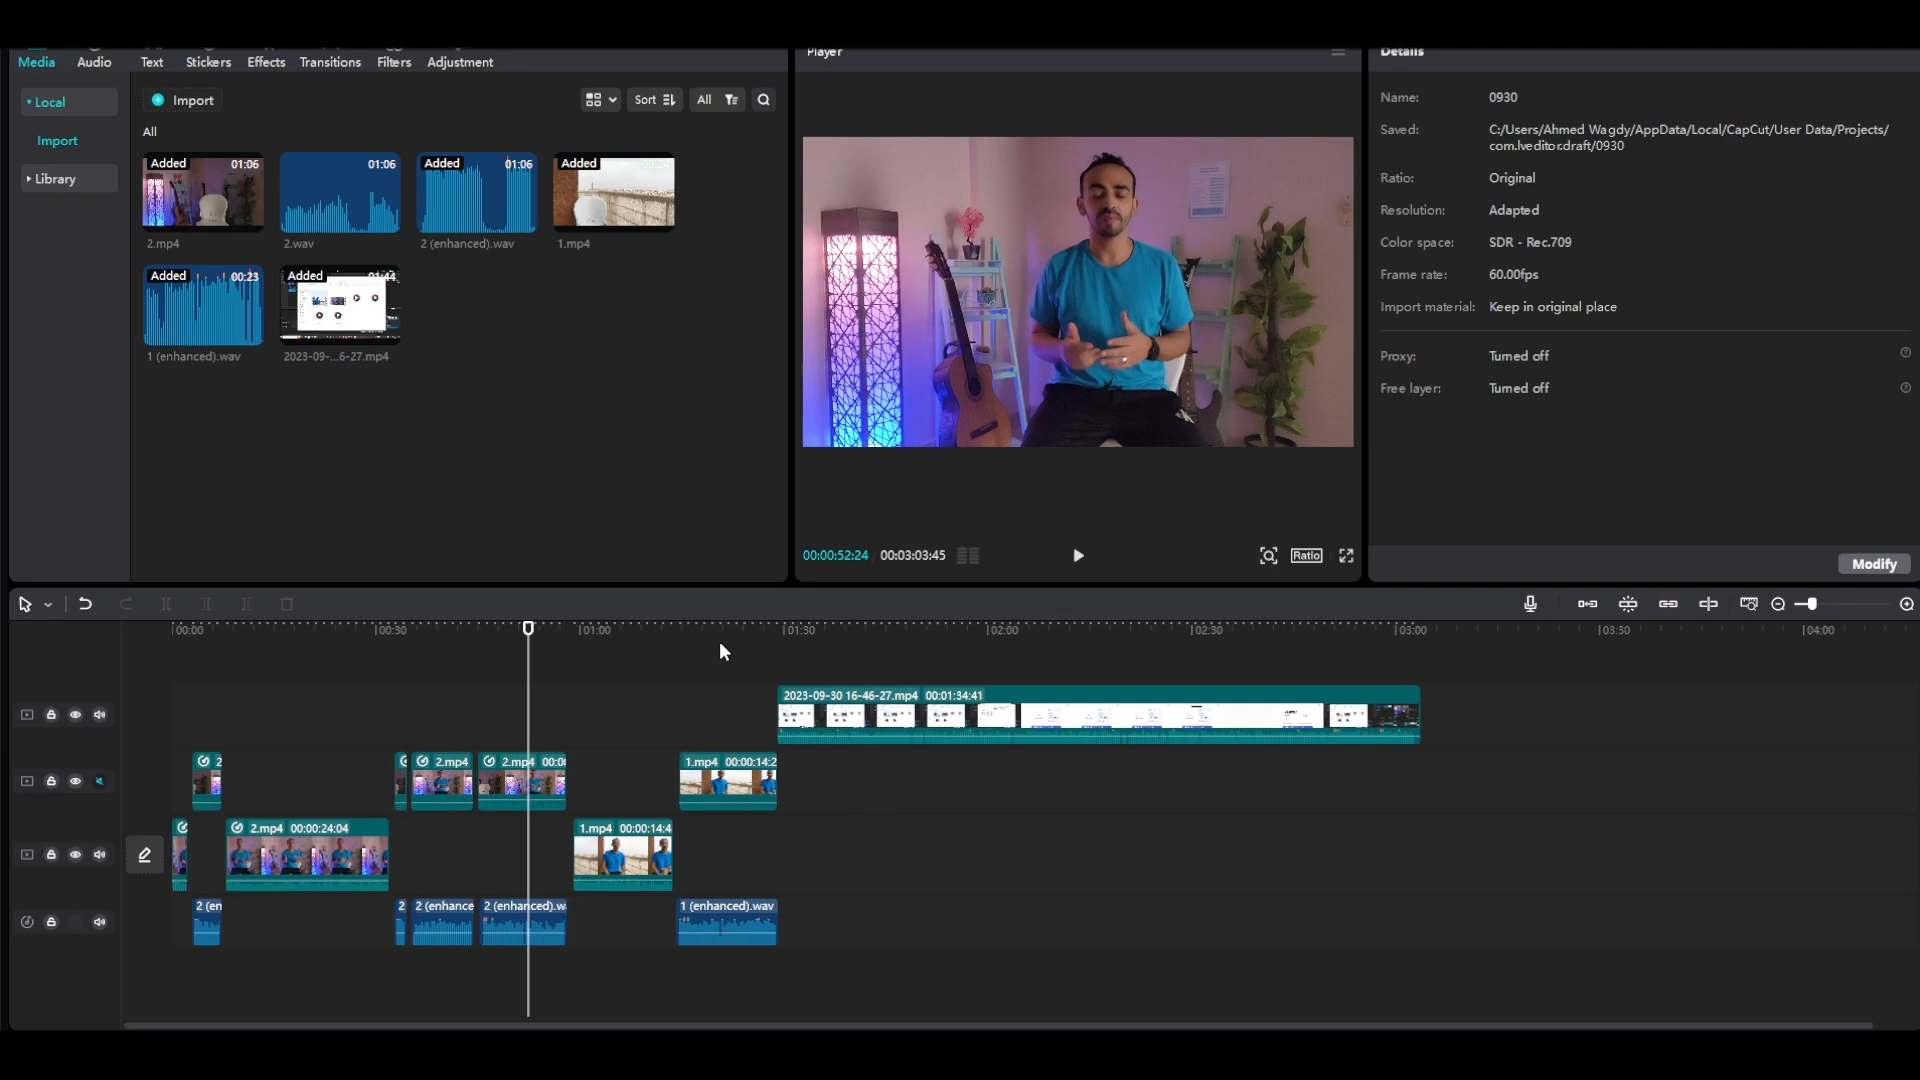 Media
Audio
Text
Stickers
Effects
Transitions
Filters
Adjustment
Local
Import
Library
Import
Sort
All
All
Added
01:06
2.mp4
01:06
2.wav
Added
01:06
2 (enhanced).wav
Added
1.mp4
Added
00:23
1 (enhanced).wav
Added
01:44
2023-09-...6-27.mp4
Player
00:00:52:24
00:03:03:45
Ratio
Details
Name:
0930
Saved:
C:/Users/Ahmed Wagdy/AppData/Local/CapCut/User Data/Projects/
com.lveditor.draft/0930
Ratio:
Original
Resolution:
Adapted
Color space:
SDR - Rec.709
Frame rate:
60.00fps
Import material:
Keep in original place
Proxy:
Turned off
Free layer:
Turned off
Modify
00:00
00:30
01:00
01:30
02:00
02:30
03:00
03:30
04:00
2023-09-30 16-46-27.mp4 00:01:34:41
2
2.mp4
2.mp4 00:00
1.mp4 00:00:14:2
2.mp4 00:00:24:04
1.mp4 00:00:14:4
2 (en
2
2 (enhance
2 (enhanced).w
1 (enhanced).wav